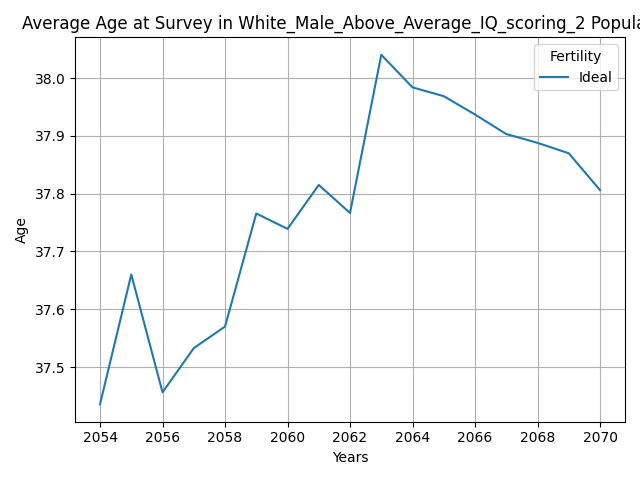 Average Age at Survey in White_Male_Above_Average_IQ_scoring_2 Popula
Fertility
Ideal
38.0
37.9
37.8
37.7
37.6
37.5
Age
2054 2056 2058 2060 2062 2064 2066 2068 2070
Years